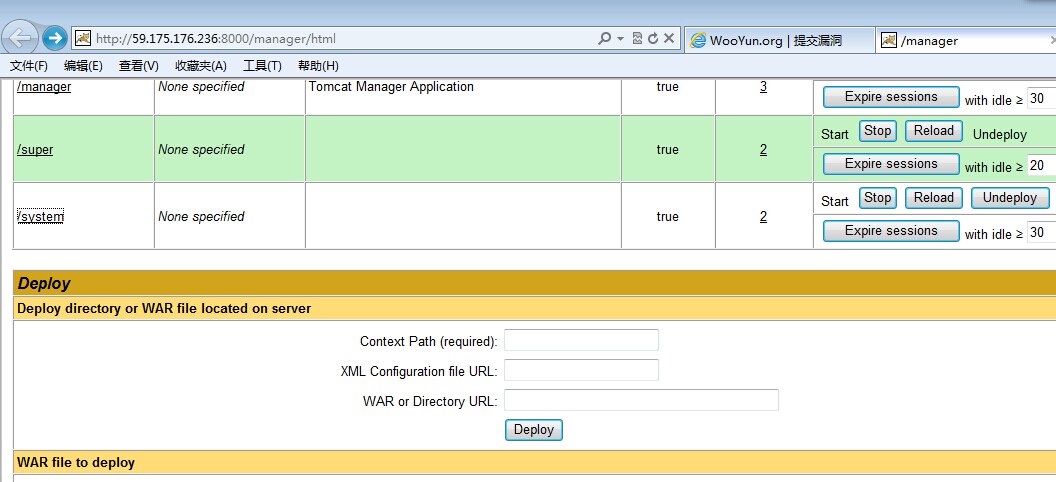 http://59.175.176.236:8000/manager/html
WooYun.org | 提交漏洞
/manager
文件(F) 编辑(E) 查看(V) 收藏夹(A) 工具(T) 帮助(H)
/manager None specified Tomcat Manager Application true 3
Expire sessions with idle ≥ 30
/super None specified true 2
Start Stop Reload Undeploy
Expire sessions with idle ≥ 20
/system None specified true 2
Start Stop Reload Undeploy
Expire sessions with idle ≥ 30
Deploy
Deploy directory or WAR file located on server
Context Path (required):
XML Configuration file URL:
WAR or Directory URL:
Deploy
WAR file to deploy